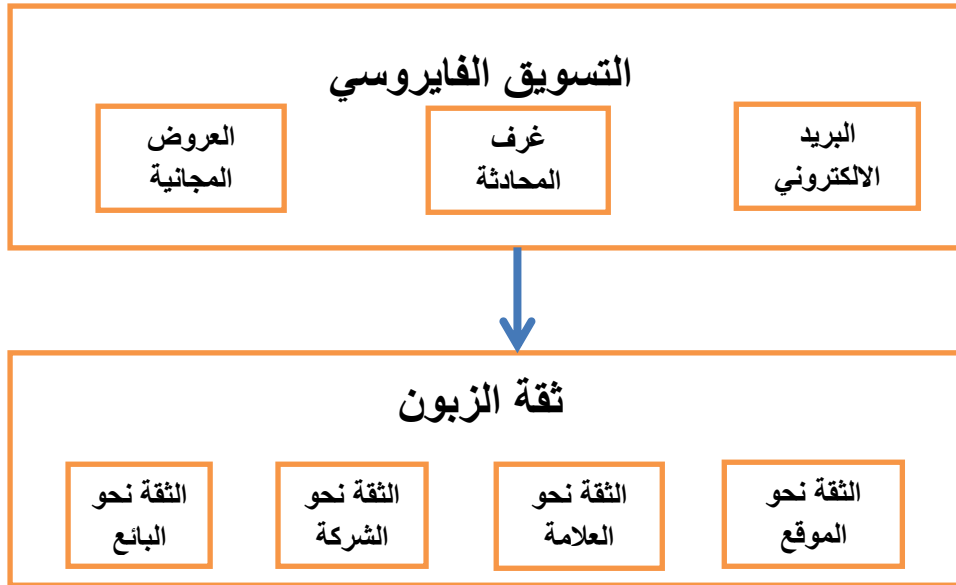 التسويق الفايروسي
البريد
الالكتروني
غرف
المحادثة
العروض
المجانية
ثقة الزبون
الثقة نحو
الموقع
الثقة نحو
العلامة
الثقة نحو
الشركة
الثقة نحو
البائع